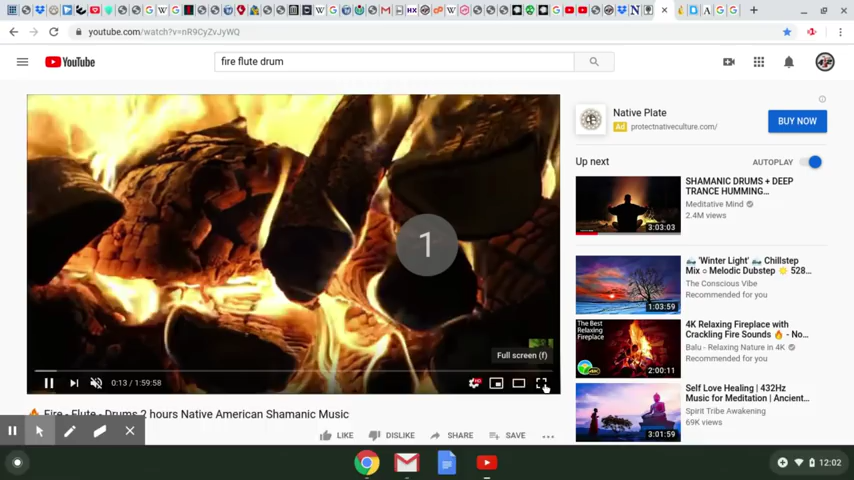 youtube.com/watch?v=nR9CyZvJyWQ
YouTube
fire flute drum
1
Full screen (f)
0:13 / 1:59:58
HD
🔥 Fire - Flute - Drums 2 hours Native American Shamanic Music
LIKE
DISLIKE
SHARE
SAVE
Native Plate
Ad protectnativeculture.com/
BUY NOW
Up next
AUTOPLAY
SHAMANIC DRUMS + DEEP
TRANCE HUMMING...
Meditative Mind
2.4M views
3:03:03
'Winter Light' Chillstep
Mix ○ Melodic Dubstep 528...
The Conscious Vibe
Recommended for you
1:03:59
The Best
Relaxing
Fireplace
4K Relaxing Fireplace with
Crackling Fire Sounds 🔥 - No...
Balu - Relaxing Nature in 4K
Recommended for you
2:00:11
Self Love Healing | 432Hz
Music for Meditation | Ancient...
Spirit Tribe Awakening
69K views
3:01:59
12:02